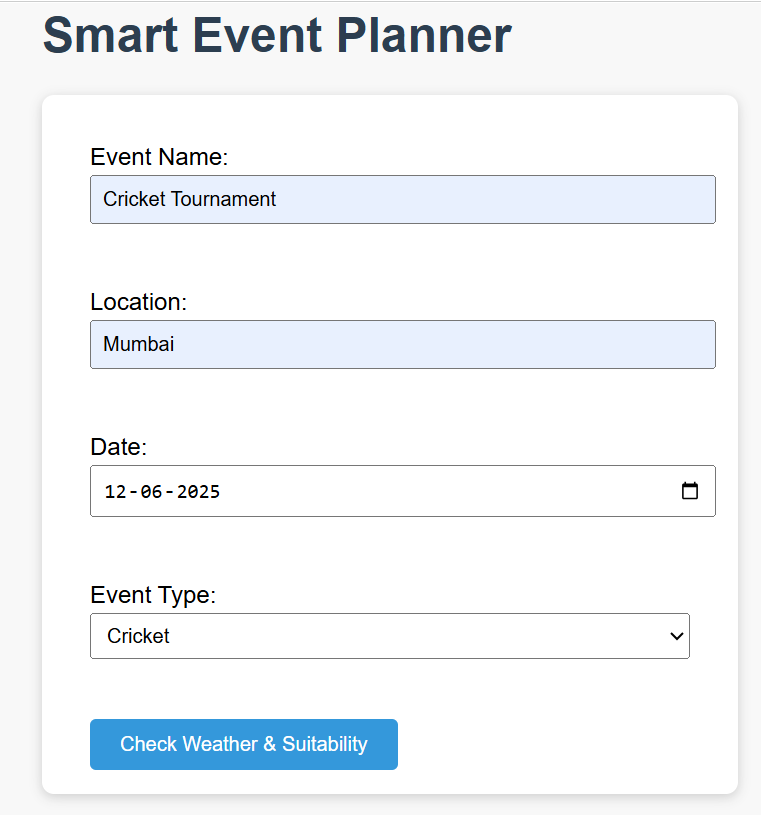 Smart Event Planner
Event Name:
Cricket Tournament
Location:
Mumbai
Date:
12-06-2025
Event Type:
Cricket
Check Weather & Suitability